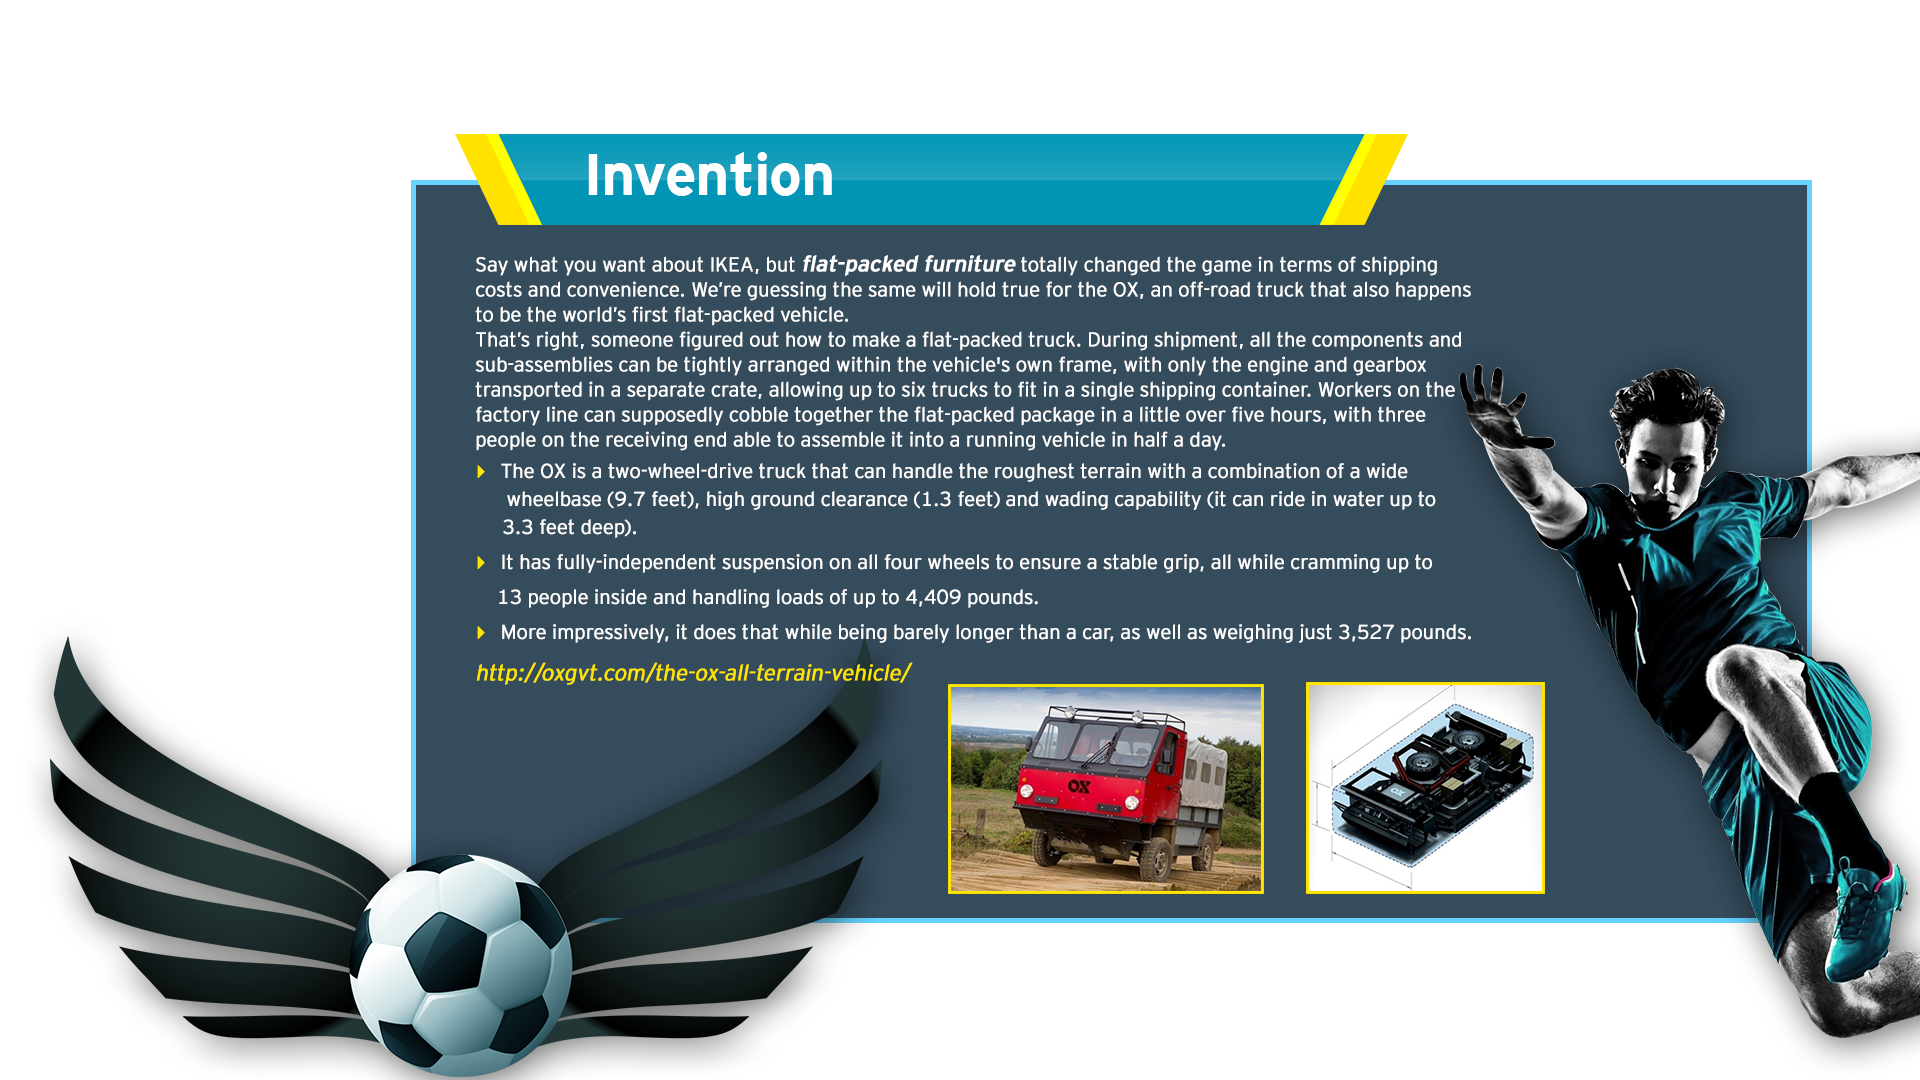 Invention
Say what you want about IKEA, but flat-packed furniture totally changed the game in terms of shipping
costs and convenience. We’re guessing the same will hold true for the OX, an off-road truck that also happens
to be the world’s first flat-packed vehicle.
That’s right, someone figured out how to make a flat-packed truck. During shipment, all the components and
sub-assemblies can be tightly arranged within the vehicle's own frame, with only the engine and gearbox
transported in a separate crate, allowing up to six trucks to fit in a single shipping container. Workers on the
factory line can supposedly cobble together the flat-packed package in a little over five hours, with three
people on the receiving end able to assemble it into a running vehicle in half a day.
The OX is a two-wheel-drive truck that can handle the roughest terrain with a combination of a wide
wheelbase (9.7 feet), high ground clearance (1.3 feet) and wading capability (it can ride in water up to
3.3 feet deep).
It has fully-independent suspension on all four wheels to ensure a stable grip, all while cramming up to
13 people inside and handling loads of up to 4,409 pounds.
More impressively, it does that while being barely longer than a car, as well as weighing just 3,527 pounds.
http://oxgvt.com/the-ox-all-terrain-vehicle/
OX
OX